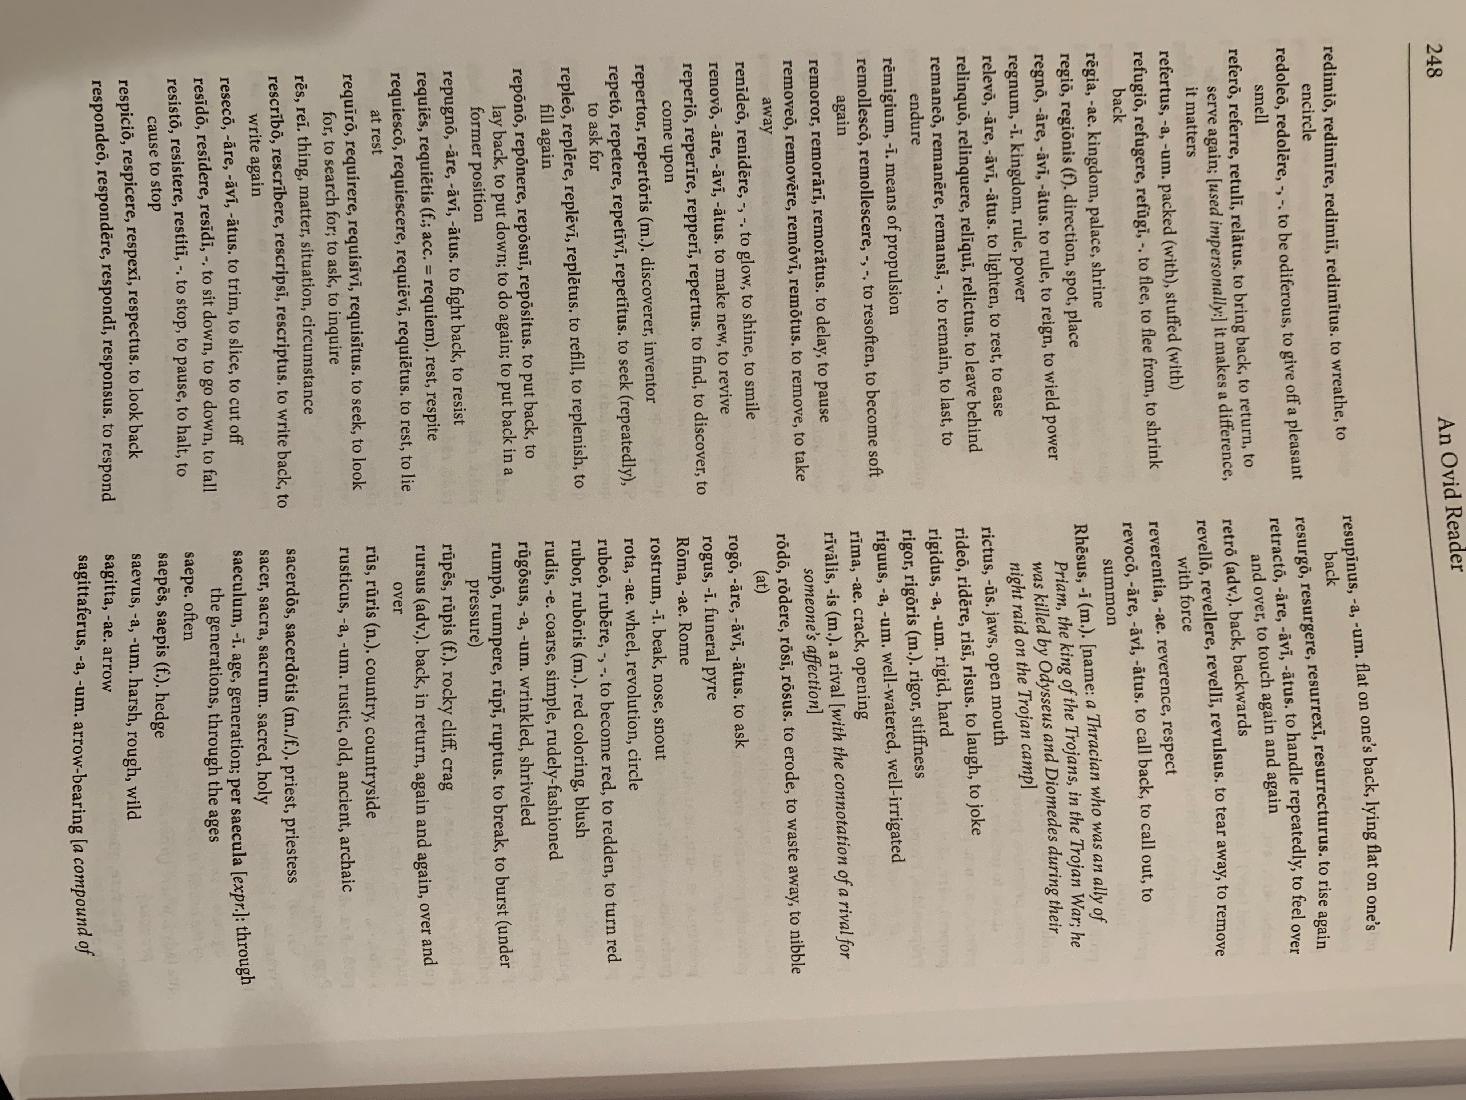 248
An Ovid Reader
redimiō, redimīre, redimiī, redimītus. to wreathe, to
encircle
redoleō, redolēre, -, -. to be odiferous, to give off a pleasant
smell
referō, referre, retulī, relātus. to bring back, to return, to
serve again; [used impersonally:] it makes a difference,
it matters
refertus, -a, -um. packed (with), stuffed (with)
refugiō, refugere, refūgī, -. to flee, to flee from, to shrink
back
rēgia, -ae. kingdom, palace, shrine
regiō, regiōnis (f). direction, spot, place
regnō, -āre, -āvī, -ātus. to rule, to reign, to wield power
regnum, -ī. kingdom, rule, power
relevō, -āre, -āvī, -ātus. to lighten, to rest, to ease
relinquō, relinquere, relīquī, relictus. to leave behind
remaneō, remanēre, remansī, -. to remain, to last, to
endure
rēmigium, -ī. means of propulsion
remollescō, remollescere, -, -. to resoften, to become soft
again
remoror, remorārī, remorātus. to delay, to pause
removeō, removēre, remōvī, remōtus. to remove, to take
away
renīdeō, renidēre, -, -. to glow, to shine, to smile
renovō, -āre, -āvī, -ātus. to make new, to revive
reperiō, reperīre, repperī, repertus. to find, to discover, to
come upon
repertor, repertōris (m.). discoverer, inventor
repetō, repetere, repetīvī, repetītus. to seek (repeatedly),
to ask for
repleō, replēre, replēvī, replētus. to refill, to replenish, to
fill again
repōnō, repōnere, repōsuī, repōsitus. to put back, to
lay back, to put down; to do again; to put back in a
former position
repugnō, -āre, -āvī, -ātus. to fight back, to resist
requiēs, requiētis (f.; acc. = requiem). rest, respite
requiescō, requiescere, requiēvī, requiētus. to rest, to lie
at rest
requīrō, requirere, requisīvī, requisītus. to seek, to look
for, to search for; to ask, to inquire
rēs, reī. thing, matter, situation, circumstance
rescrībō, rescrībere, rescripsī, rescriptus. to write back, to
write again
resecō, -āre, -āvī, -ātus. to trim, to slice, to cut off
resīdō, resīdere, resīdī, -. to sit down, to go down, to fall
resistō, resistere, restitī, -. to stop, to pause, to halt, to
cause to stop
respiciō, respicere, respexī, respectus. to look back
respondeō, respondēre, respondī, responsus. to respond
resupīnus, -a, -um. flat on one's back, lying flat on one's
back
resurgō, resurgere, resurrexī, resurrecturus. to rise again
retractō, -āre, -āvī, -ātus. to handle repeatedly, to feel over
and over, to touch again and again
retrō (adv.). back, backwards
revellō, revellere, revellī, revulsus. to tear away, to remove
with force
reverentia, -ae. reverence, respect
revocō, -āre, -āvi, -ātus. to call back, to call out, to
summon
Rhēsus, -ī (m.). [name: a Thracian who was an ally of
Priam, the king of the Trojans, in the Trojan War; he
was killed by Odysseus and Diomedes during their
night raid on the Trojan camp]
rictus, -ūs. jaws, open mouth
rideō, ridēre, risī, risus. to laugh, to joke
rigidus, -a, -um. rigid, hard
rigor, rigōris (m.). rigor, stiffness
riguus, -a, -um. well-watered, well-irrigated
rīma, -ae. crack, opening
rīvālis, -is (m.). a rival [with the connotation of a rival for
someone's affection]
rōdō, rōdere, rōsī, rōsus. to erode, to waste away, to nibble
(at)
rogō, -āre, -āvī, -ātus. to ask
rogus, -ī. funeral pyre
Rōma, -ae. Rome
rostrum, -ī. beak, nose, snout
rota, -ae. wheel, revolution, circle
rubeō, rubēre, -, -. to become red, to redden, to turn red
rubor, rubōris (m.). red coloring, blush
rudis, -e. coarse, simple, rudely-fashioned
rūgōsus, -a, -um. wrinkled, shriveled
rumpō, rumpere, rūpī, ruptus. to break, to burst (under
pressure)
rūpēs, rūpis (f.). rocky cliff, crag
rursus (adv.). back, in return, again and again, over and
over
rūs, rūris (n.). country, countryside
rusticus, -a, -um. rustic, old, ancient, archaic
sacerdōs, sacerdōtis (m./f.). priest, priestess
sacer, sacra, sacrum. sacred, holy
saeculum, -ī. age, generation; per saecula [expr.]: through
the generations, through the ages
saepe. often
saepēs, saepis (f.). hedge
saevus, -a, -um. harsh, rough, wild
sagitta, -ae. arrow
sagittaferus, -a, -um. arrow-bearing [a compound of